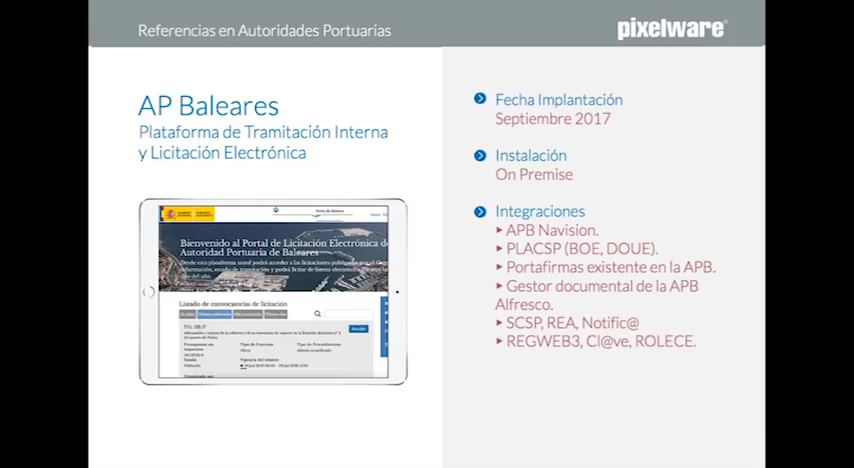 Referencias en Autoridades Portuarias
pixelware
AP Baleares
Plataforma de Tramitación Interna
y Licitación Electrónica
Bienvenido al Portal de Licitación Electrónica de
Autoridad Portuaria de Baleares
Listado de convocatorias de licitación
Fecha Implantación
Septiembre 2017
Instalación
On Premise
Integraciones
APB Navision.
PLACSP (BOE, DOUE).
Portafirmas existente en la APB.
Gestor documental de la APB
Alfresco.
SCSP, REA, Notific@
REGWEB3, Cl@ve, ROLECE.